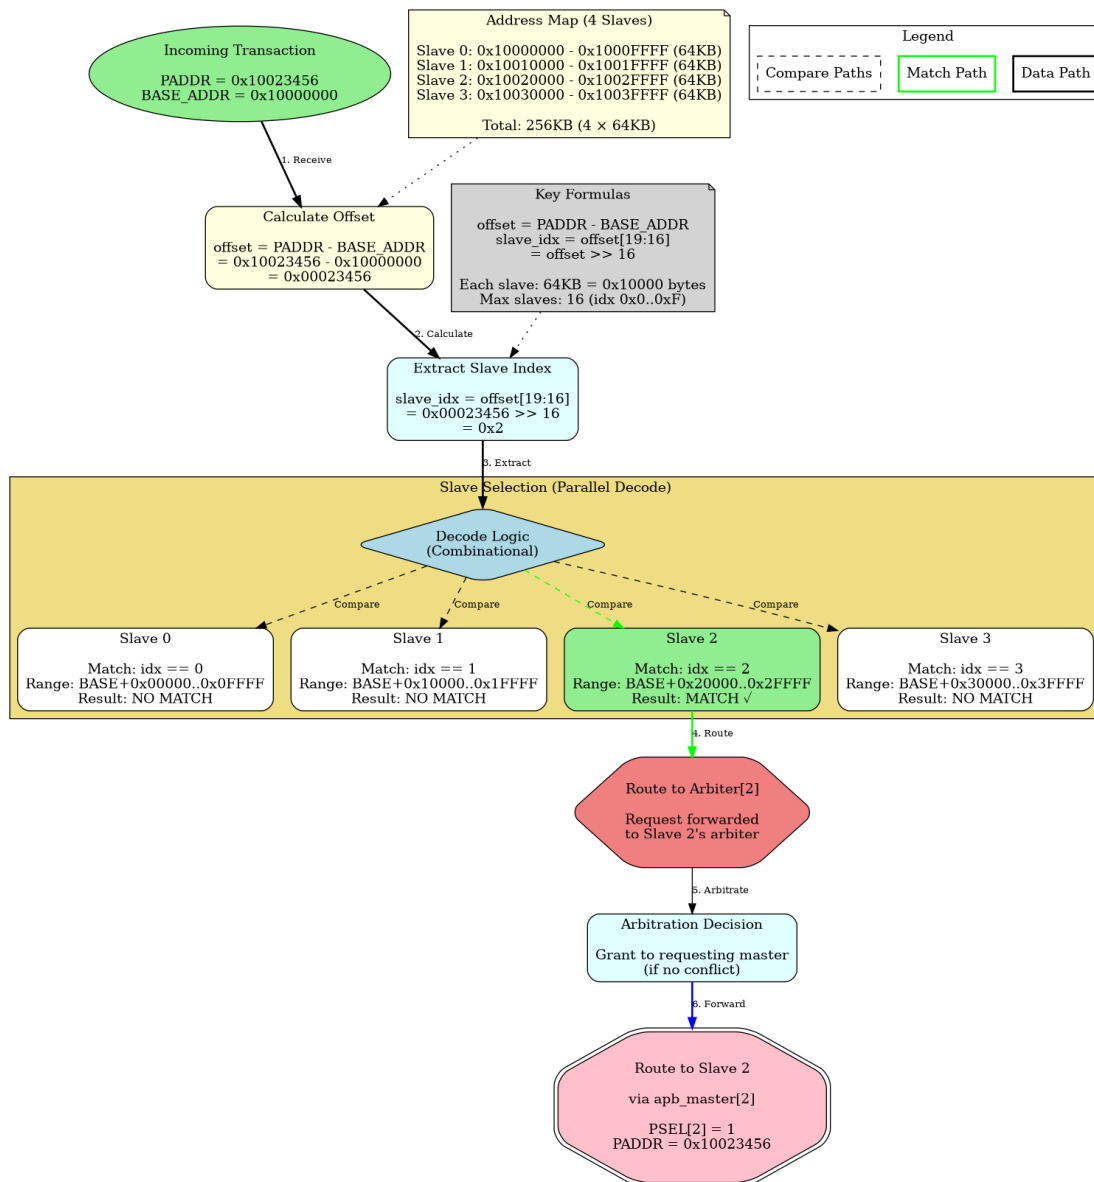 Incoming Transaction
PADDR = 0x10023456
BASE_ADDR = 0x10000000
Address Map (4 Slaves)
Slave 0: 0x10000000 - 0x1000FFFF (64KB)
Slave 1: 0x10010000 - 0x1001FFFF (64KB)
Slave 2: 0x10020000 - 0x1002FFFF (64KB)
Slave 3: 0x10030000 - 0x1003FFFF (64KB)
Total: 256KB (4 × 64KB)
Legend
Compare Paths
Match Path
Data Path
1. Receive
Calculate Offset
offset = PADDR - BASE_ADDR
= 0x10023456 - 0x10000000
= 0x00023456
Key Formulas
offset = PADDR - BASE_ADDR
slave_idx = offset[19:16]
= offset >> 16
Each slave: 64KB = 0x10000 bytes
Max slaves: 16 (idx 0x0..0xF)
2. Calculate
Extract Slave Index
slave_idx = offset[19:16]
= 0x00023456 >> 16
= 0x2
3. Extract
Slave Selection (Parallel Decode)
Decode Logic
(Combinational)
Compare
Compare
Compare
Compare
Slave 0
Match: idx == 0
Range: BASE+0x00000..0x0FFFF
Result: NO MATCH
Slave 1
Match: idx == 1
Range: BASE+0x10000..0x1FFFF
Result: NO MATCH
Slave 2
Match: idx == 2
Range: BASE+0x20000..0x2FFFF
Result: MATCH ✓
Slave 3
Match: idx == 3
Range: BASE+0x30000..0x3FFFF
Result: NO MATCH
4. Route
Route to Arbiter[2]
Request forwarded
to Slave 2's arbiter
5. Arbitrate
Arbitration Decision
Grant to requesting master
(if no conflict)
6. Forward
Route to Slave 2
via apb_master[2]
PSEL[2] = 1
PADDR = 0x10023456